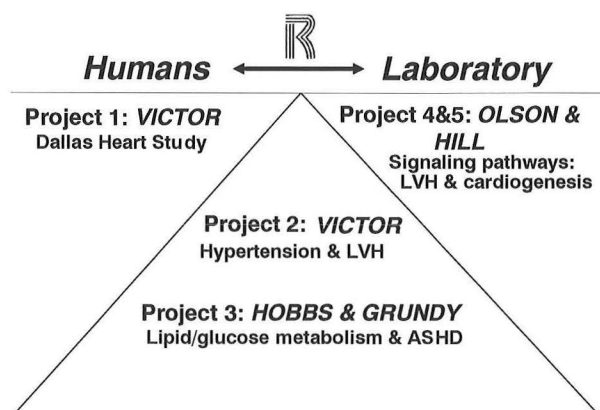 R
Humans Laboratory
Project 1: VICTOR
Dallas Heart Study
Project 4&5: OLSON &
HILL
Signaling pathways:
LVH & cardiogenesis
Project 2: VICTOR
Hypertension & LVH
Project 3: HOBBS & GRUNDY
Lipid/glucose metabolism & ASHD